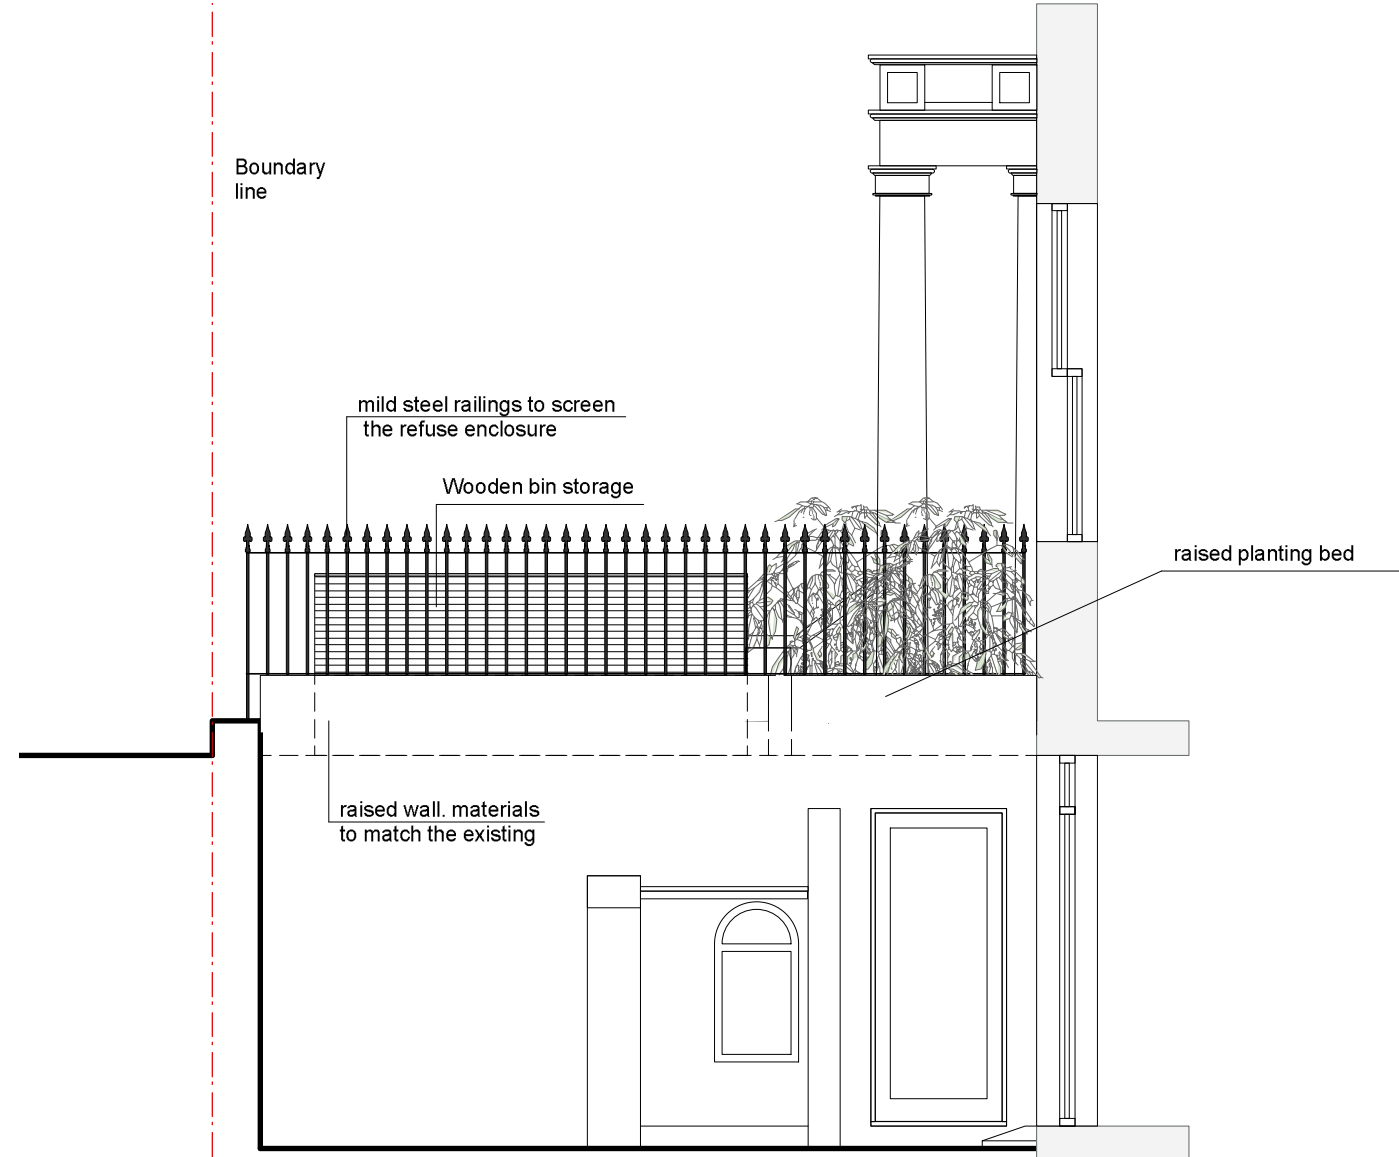 Boundary
line
mild steel railings to screen
the refuse enclosure
Wooden bin storage
raised planting bed
raised wall. materials
to match the existing